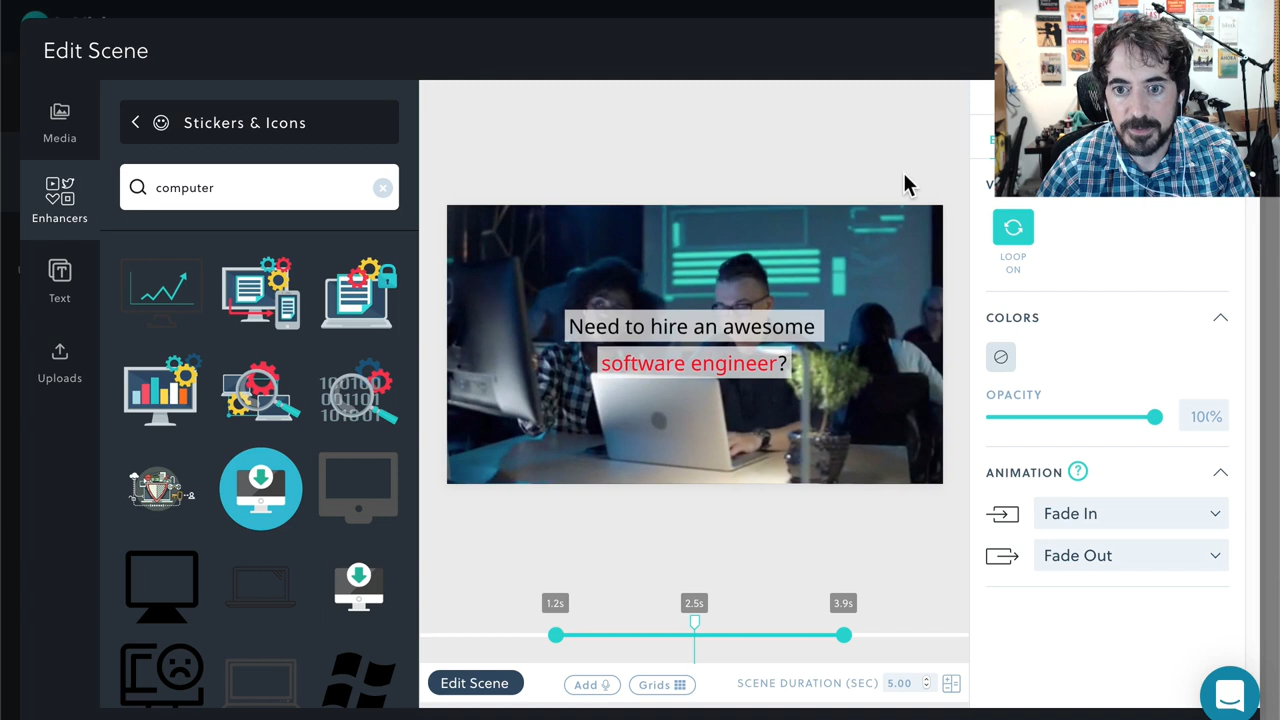 Edit Scene
Media
Enhancers
Text
Uploads
Stickers & Icons
computer
Need to hire an awesome
software engineer?
LOOP
ON
COLORS
OPACITY
100%
ANIMATION ?
Fade In
Fade Out
1.2s
2.5s
3.9s
Edit Scene
Add
Grids
SCENE DURATION (SEC) 5.00